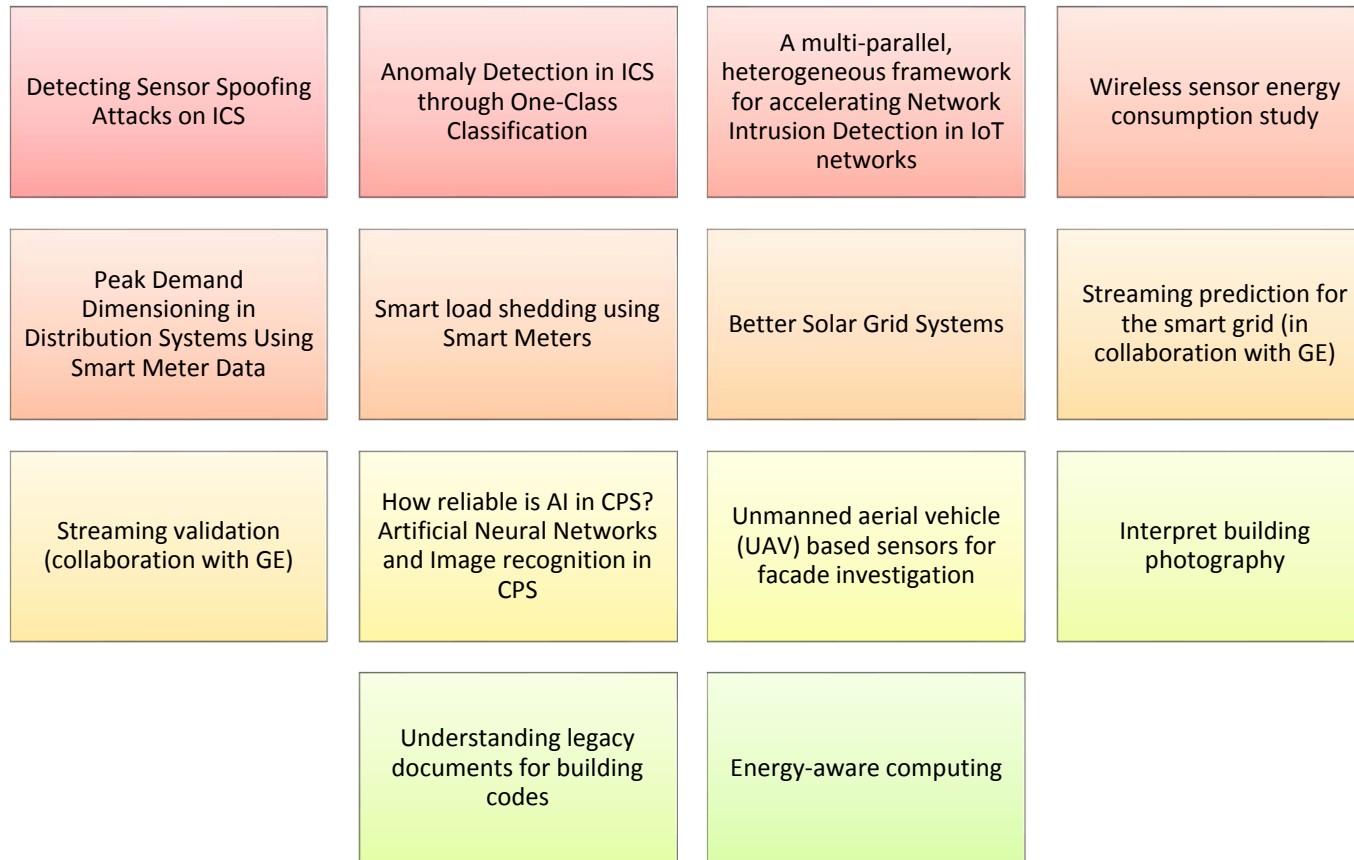 Detecting Sensor Spoofing
Attacks on ICS
Anomaly Detection in ICS
through One-Class
Classification
A multi-parallel,
heterogeneous framework
for accelerating Network
Intrusion Detection in IoT
networks
Wireless sensor energy
consumption study
Peak Demand
Dimensioning in
Distribution Systems Using
Smart Meter Data
Smart load shedding using
Smart Meters
Better Solar Grid Systems
Streaming prediction for
the smart grid (in
collaboration with GE)
Streaming validation
(collaboration with GE)
How reliable is AI in CPS?
Artificial Neural Networks
and Image recognition in
CPS
Unmanned aerial vehicle
(UAV) based sensors for
facade investigation
Interpret building
photography
Understanding legacy
documents for building
codes
Energy-aware computing